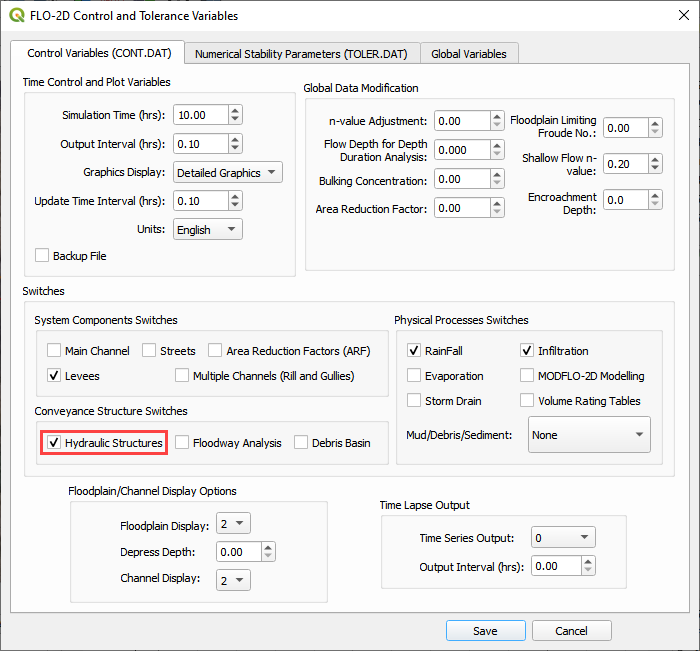 FLO-2D Control and Tolerance Variables
Control Variables (CONT.DAT)
Numerical Stability Parameters (TOLER.DAT)
Global Variables
Time Control and Plot Variables
Simulation Time (hrs): 10.00
Output Interval (hrs): 0.10
Graphics Display: Detailed Graphics
Update Time Interval (hrs): 0.10
Units: English
Backup File
Global Data Modification
n-value Adjustment: 0.00
Flow Depth for Depth
Duration Analysis: 0.000
Bulking Concentration: 0.00
Area Reduction Factor: 0.00
Floodplain Limiting
Froude No.: 0.00
Shallow Flow n-
value: 0.20
Encroachment
Depth: 0.0
Switches
System Components Switches
Main Channel Streets Area Reduction Factors (ARF)
Levees Multiple Channels (Rill and Gullies)
Conveyance Structure Switches
Hydraulic Structures Floodway Analysis Debris Basin
Physical Processes Switches
RainFall Infiltration
Evaporation MODFLO-2D Modelling
Storm Drain Volume Rating Tables
Mud/Debris/Sediment: None
Floodplain/Channel Display Options
Floodplain Display: 2
Depress Depth: 0.00
Channel Display: 2
Time Lapse Output
Time Series Output: 0
Output Interval (hrs): 0.00
Save Cancel